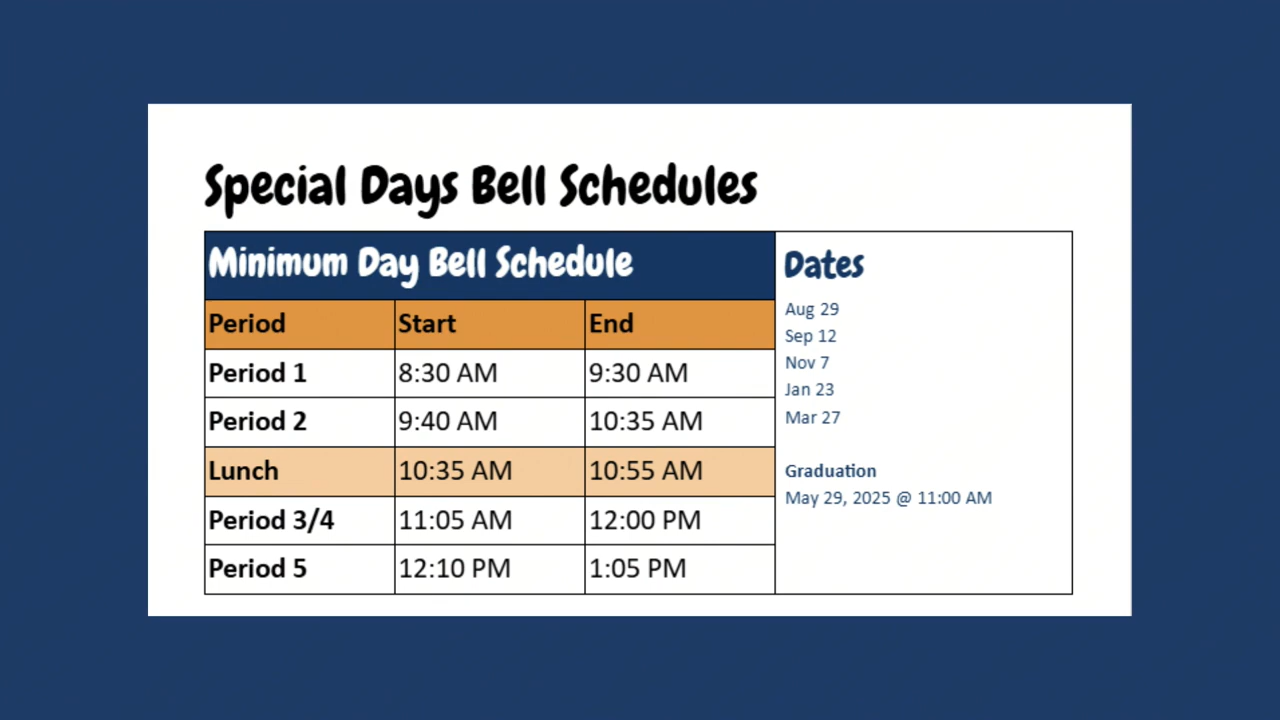 Special Days Bell Schedules
Minimum Day Bell Schedule
Period Start End
Period 1 8:30 AM 9:30 AM
Period 2 9:40 AM 10:35 AM
Lunch 10:35 AM 10:55 AM
Period 3/4 11:05 AM 12:00 PM
Period 5 12:10 PM 1:05 PM
Dates
Aug 29
Sep 12
Nov 7
Jan 23
Mar 27
Graduation
May 29, 2025 @ 11:00 AM